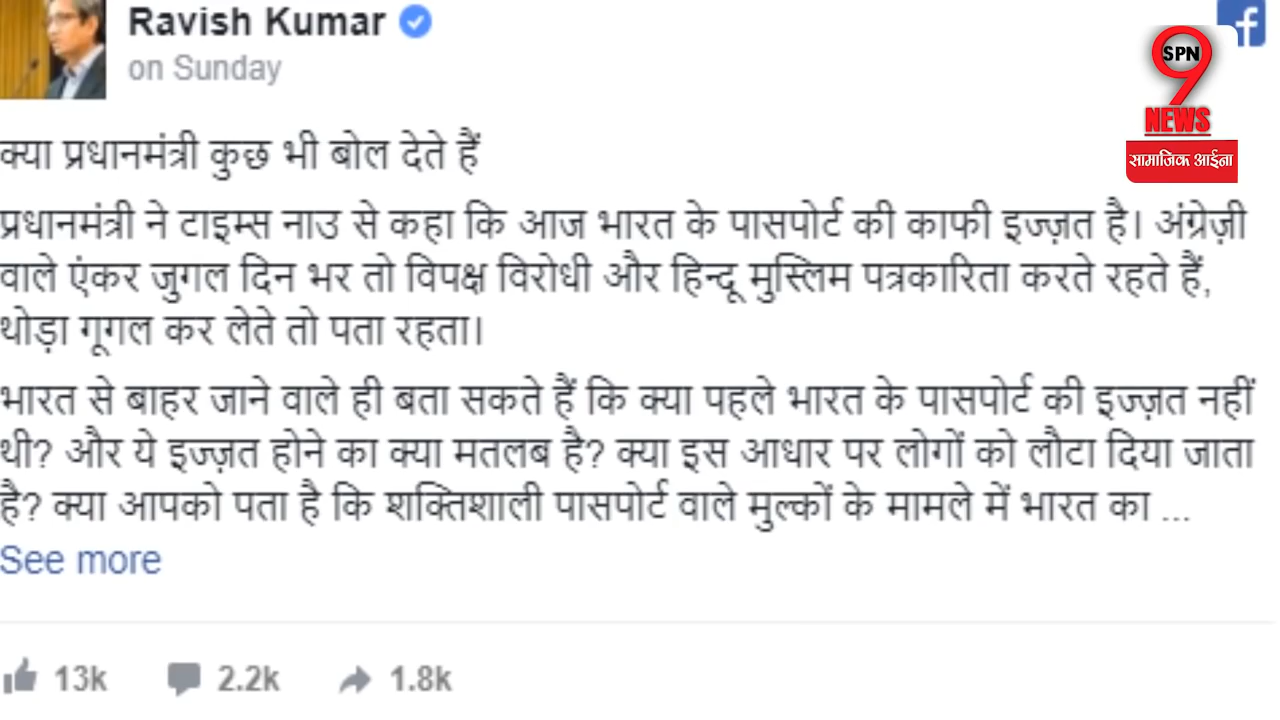 Ravish Kumar
on Sunday
SPN
9
NEWS
सामाजिक आईना
क्या प्रधानमंत्री कुछ भी बोल देते हैं
प्रधानमंत्री ने टाइम्स नाउ से कहा कि आज भारत के पासपोर्ट की काफी इज्ज़त है। अंग्रेज़ी
वाले एंकर जुगल दिन भर तो विपक्ष विरोधी और हिन्दू मुस्लिम पत्रकारिता करते रहते हैं,
थोड़ा गूगल कर लेते तो पता रहता।
भारत से बाहर जाने वाले ही बता सकते हैं कि क्या पहले भारत के पासपोर्ट की इज्ज़त नहीं
थी? और ये इज्ज़त होने का क्या मतलब है? क्या इस आधार पर लोगों को लौटा दिया जाता
है? क्या आपको पता है कि शक्तिशाली पासपोर्ट वाले मुल्कों के मामले में भारत का ...
See more
13k 2.2k 1.8k